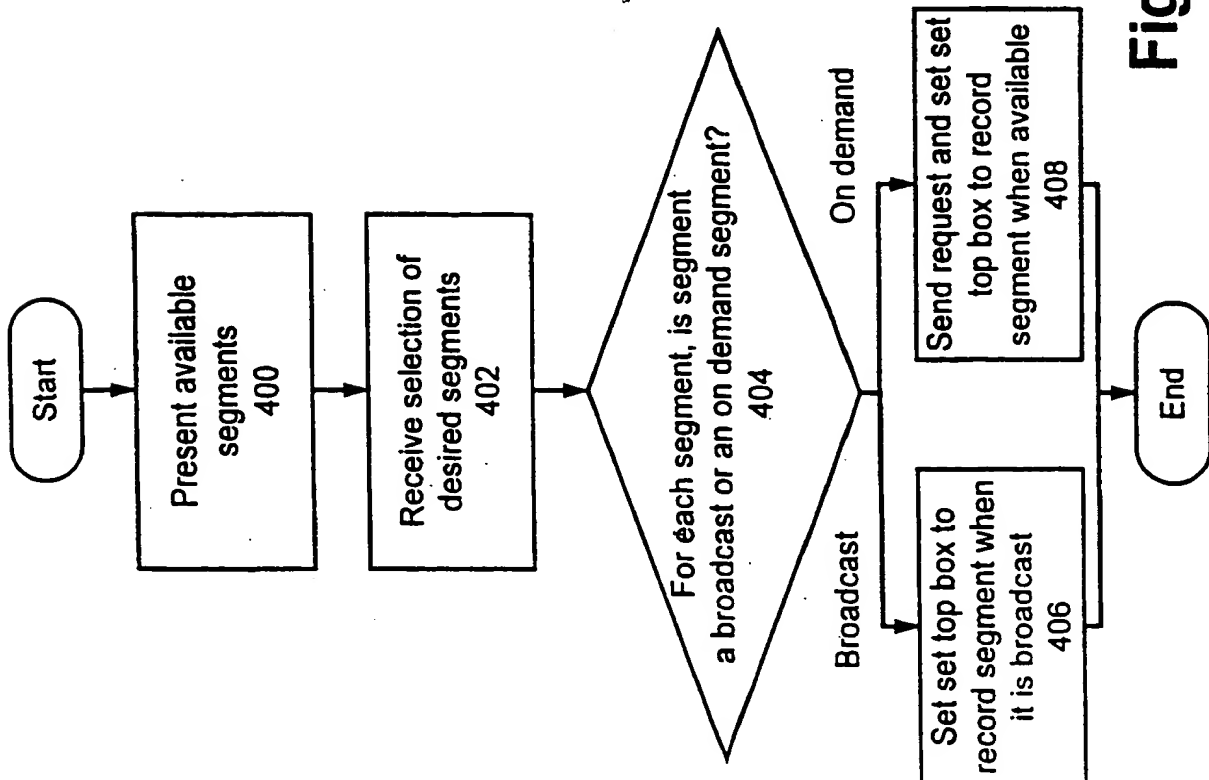 Start
Present available
segments
400
Receive selection of
desired segments
402
For each segment, is segment
a broadcast or an on demand segment?
404
Broadcast
On demand
Set set top box to
record segment when
it is broadcast
406
Send request and set set
top box to record
segment when available
408
End
Fig